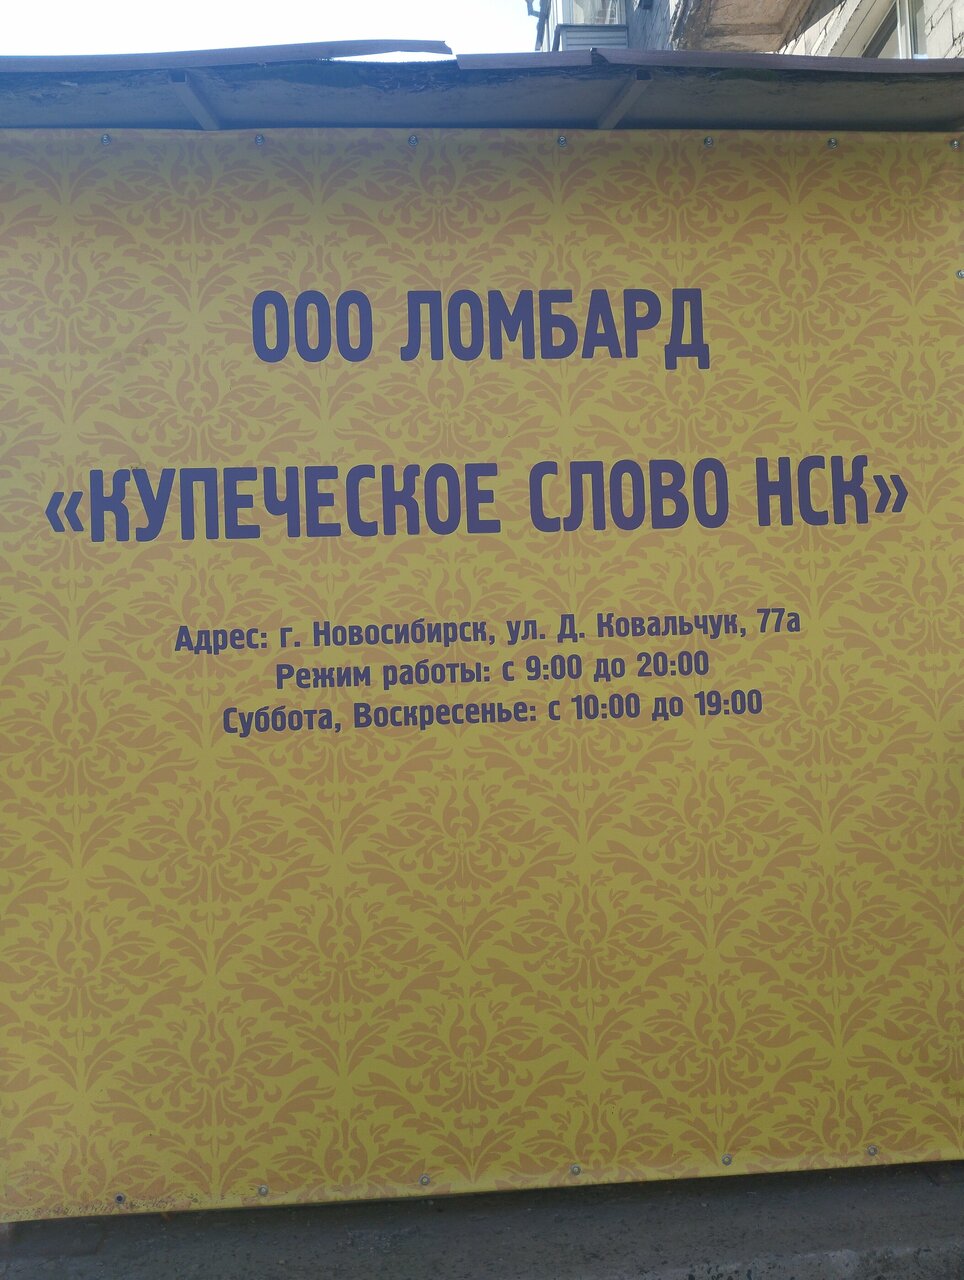 ООО ЛОМБАРД
«КУПЕЧЕСКОЕ СЛОВО НСК»
Адрес: г. Новосибирск, ул. Д. Ковальчук, 77а
Режим работы: с 9:00 до 20:00
Суббота, Воскресенье: с 10:00 до 19:00